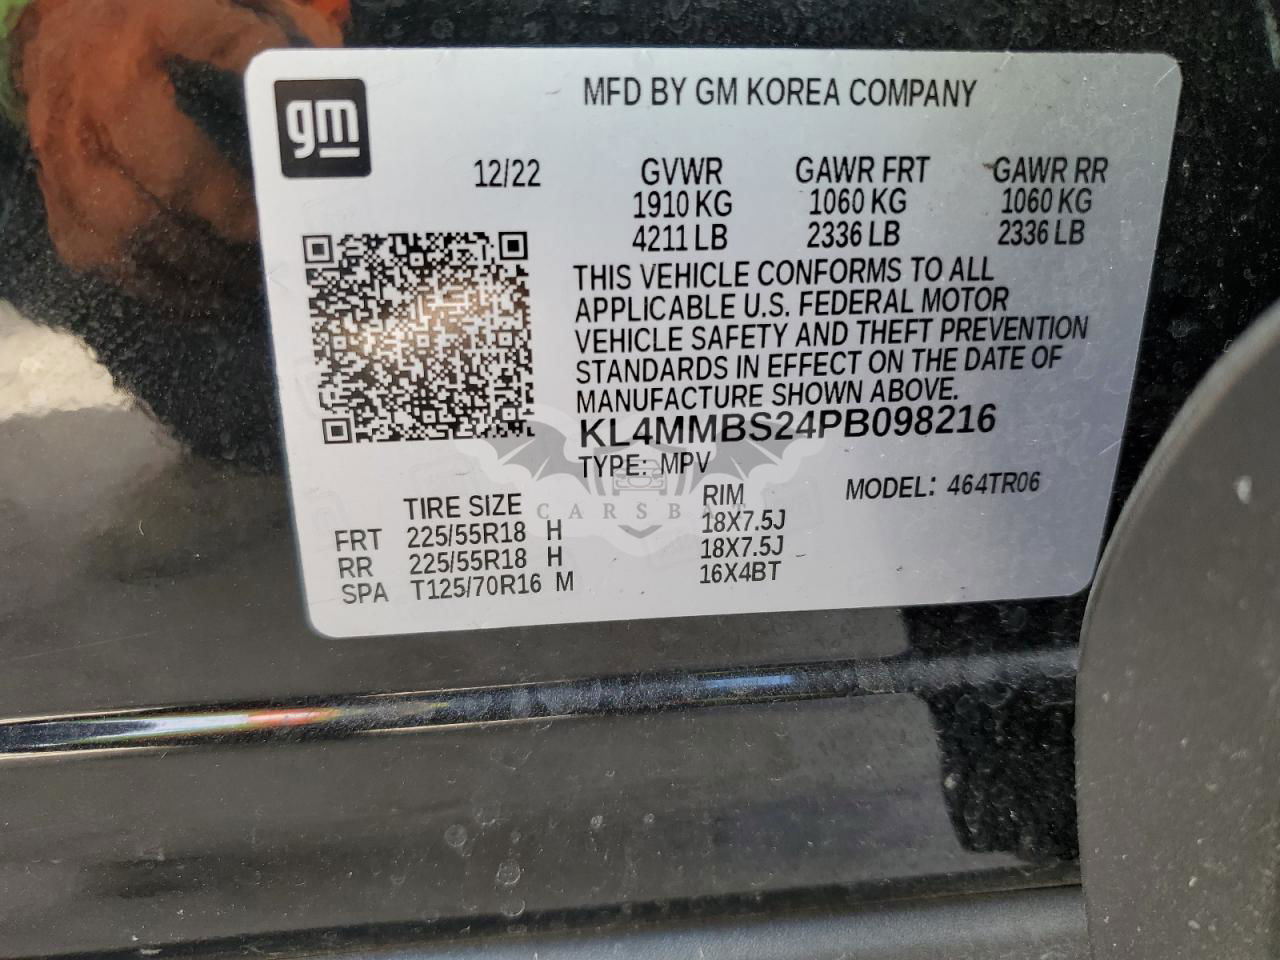 gm
MFD BY GM KOREA COMPANY
12/22 GVWR GAWR FRT GAWR RR
1910 KG 1060 KG 1060 KG
4211 LB 2336 LB 2336 LB
THIS VEHICLE CONFORMS TO ALL
APPLICABLE U.S. FEDERAL MOTOR
VEHICLE SAFETY AND THEFT PREVENTION
STANDARDS IN EFFECT ON THE DATE OF
MANUFACTURE SHOWN ABOVE.
KL4MMBS24PB098216
TYPE: MPV
TIRE SIZE RIM MODEL: 464TR06
FRT 225/55R18 H 18X7.5J
RR 225/55R18 H 18X7.5J
SPA T125/70R16 M 16X4BT